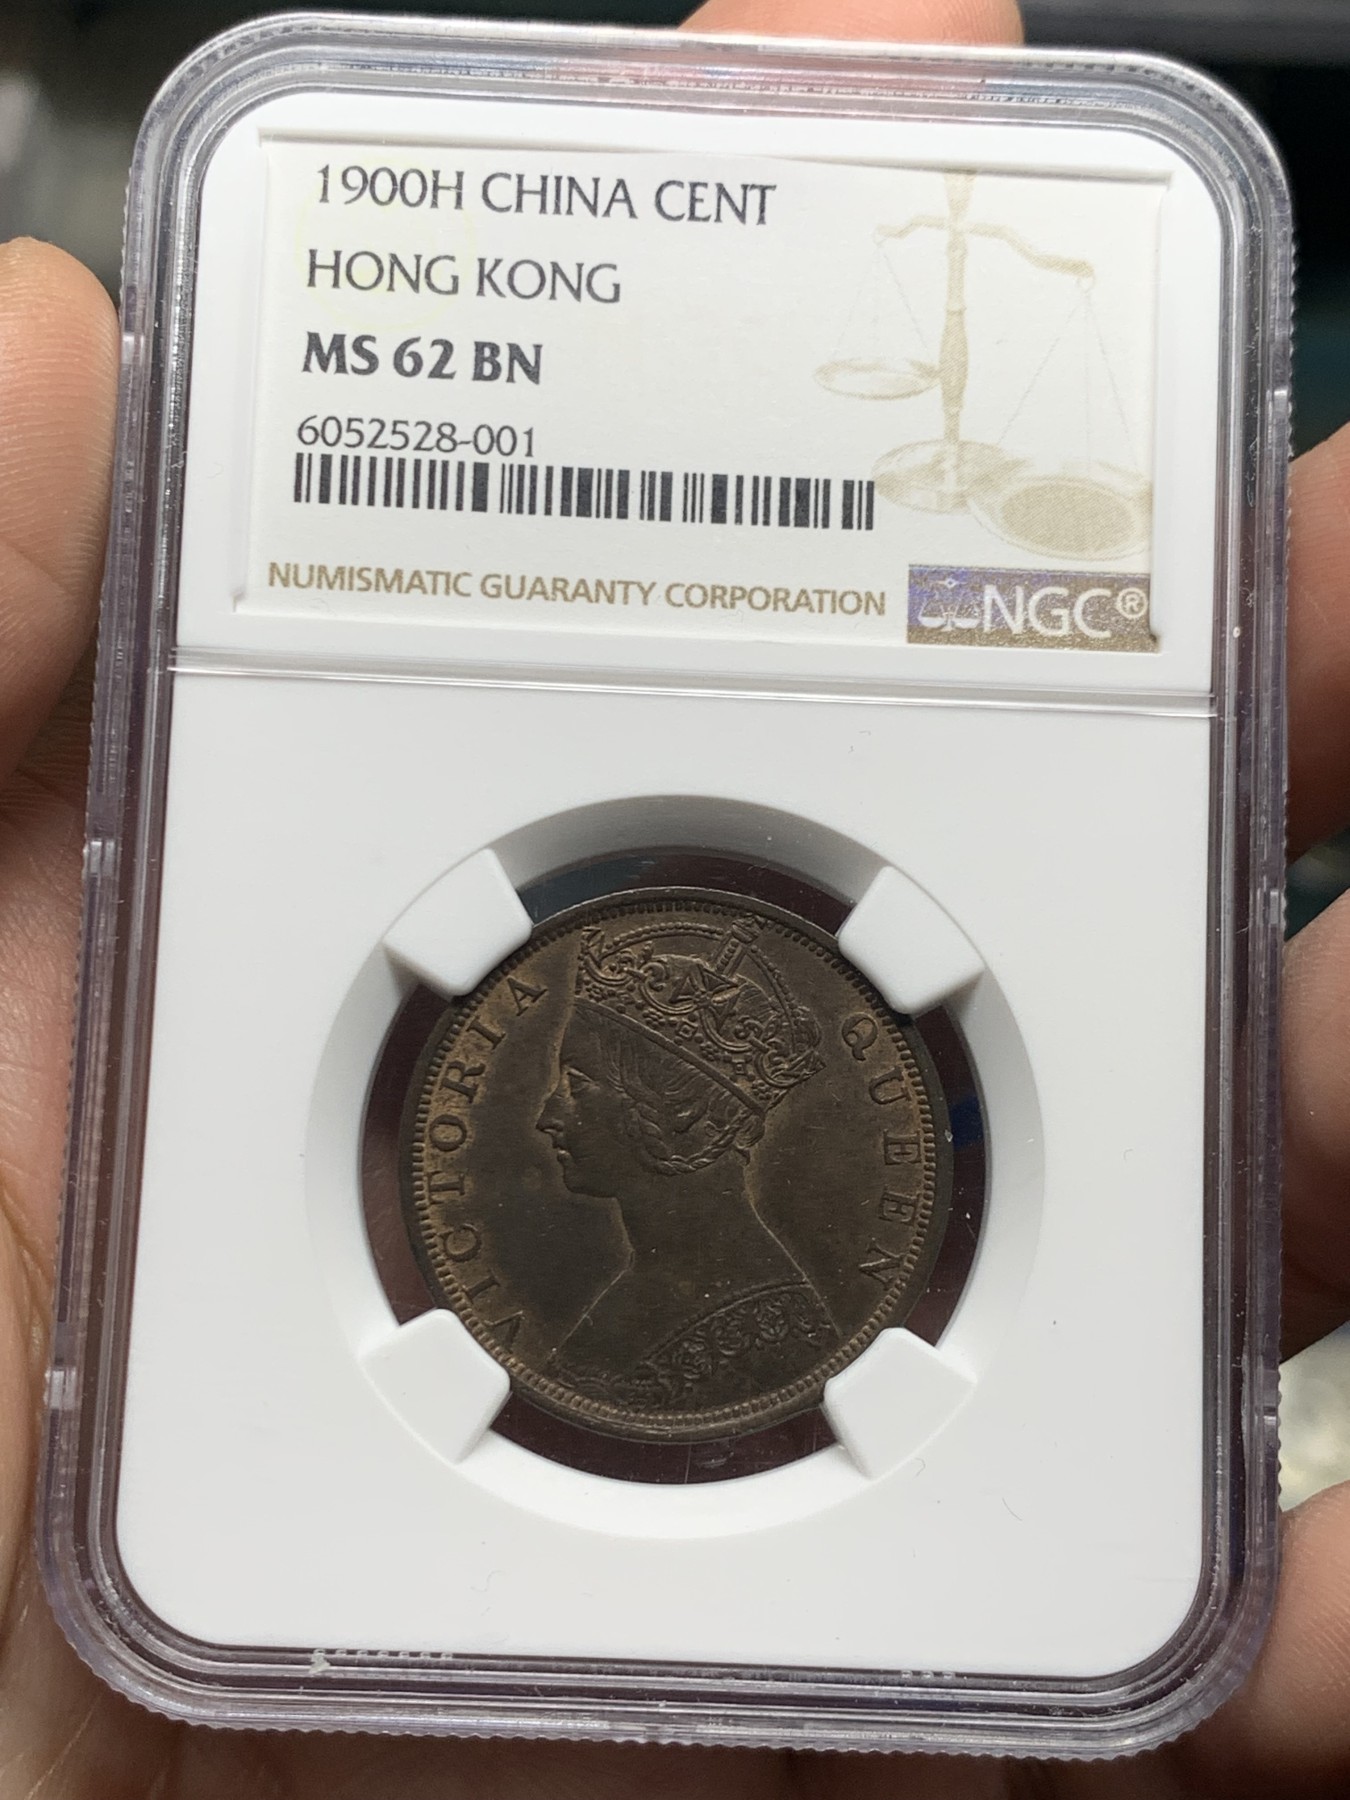 1900H CHINA CENT
HONG KONG
MS 62 BN
6052528-001
NUMISMATIC GUARANTY CORPORATION
NGC®
VICTORIA QUEEN